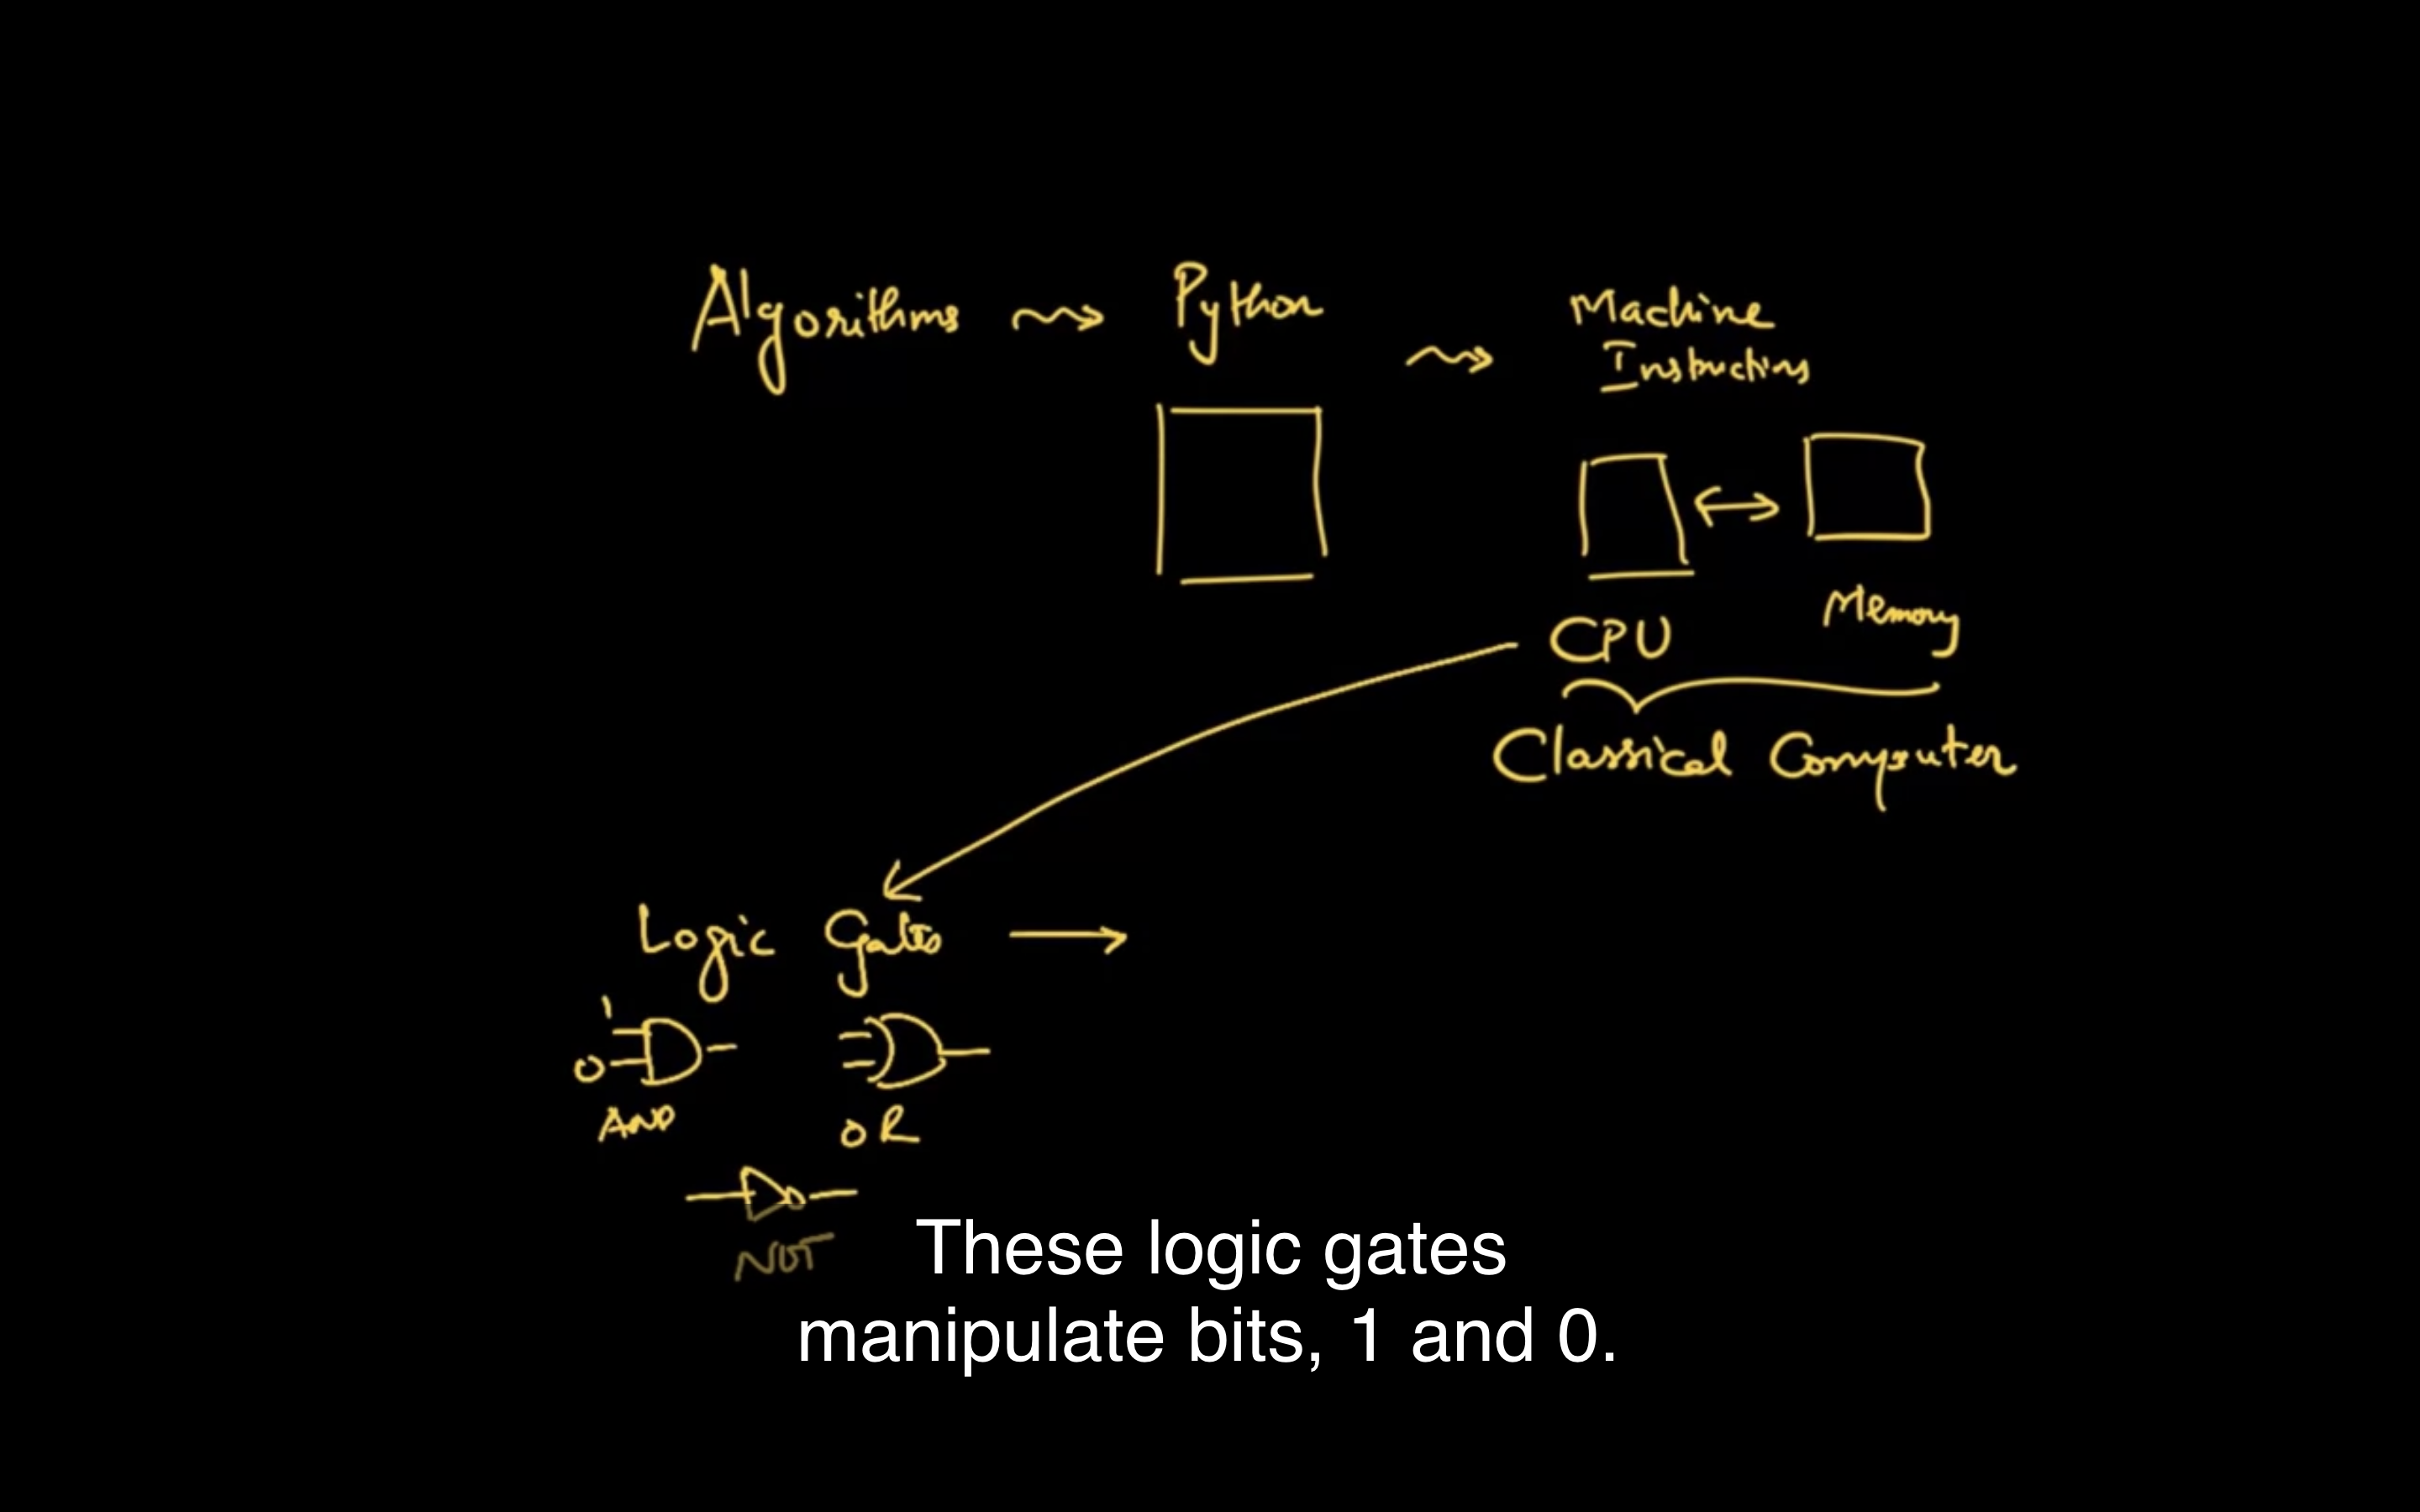 Algorithms
Python
Machine
Instructions
CPU
Memory
Classical Computer
Logic Gates
1
0
AND
OR
NOT
These logic gates
manipulate bits, 1 and 0.